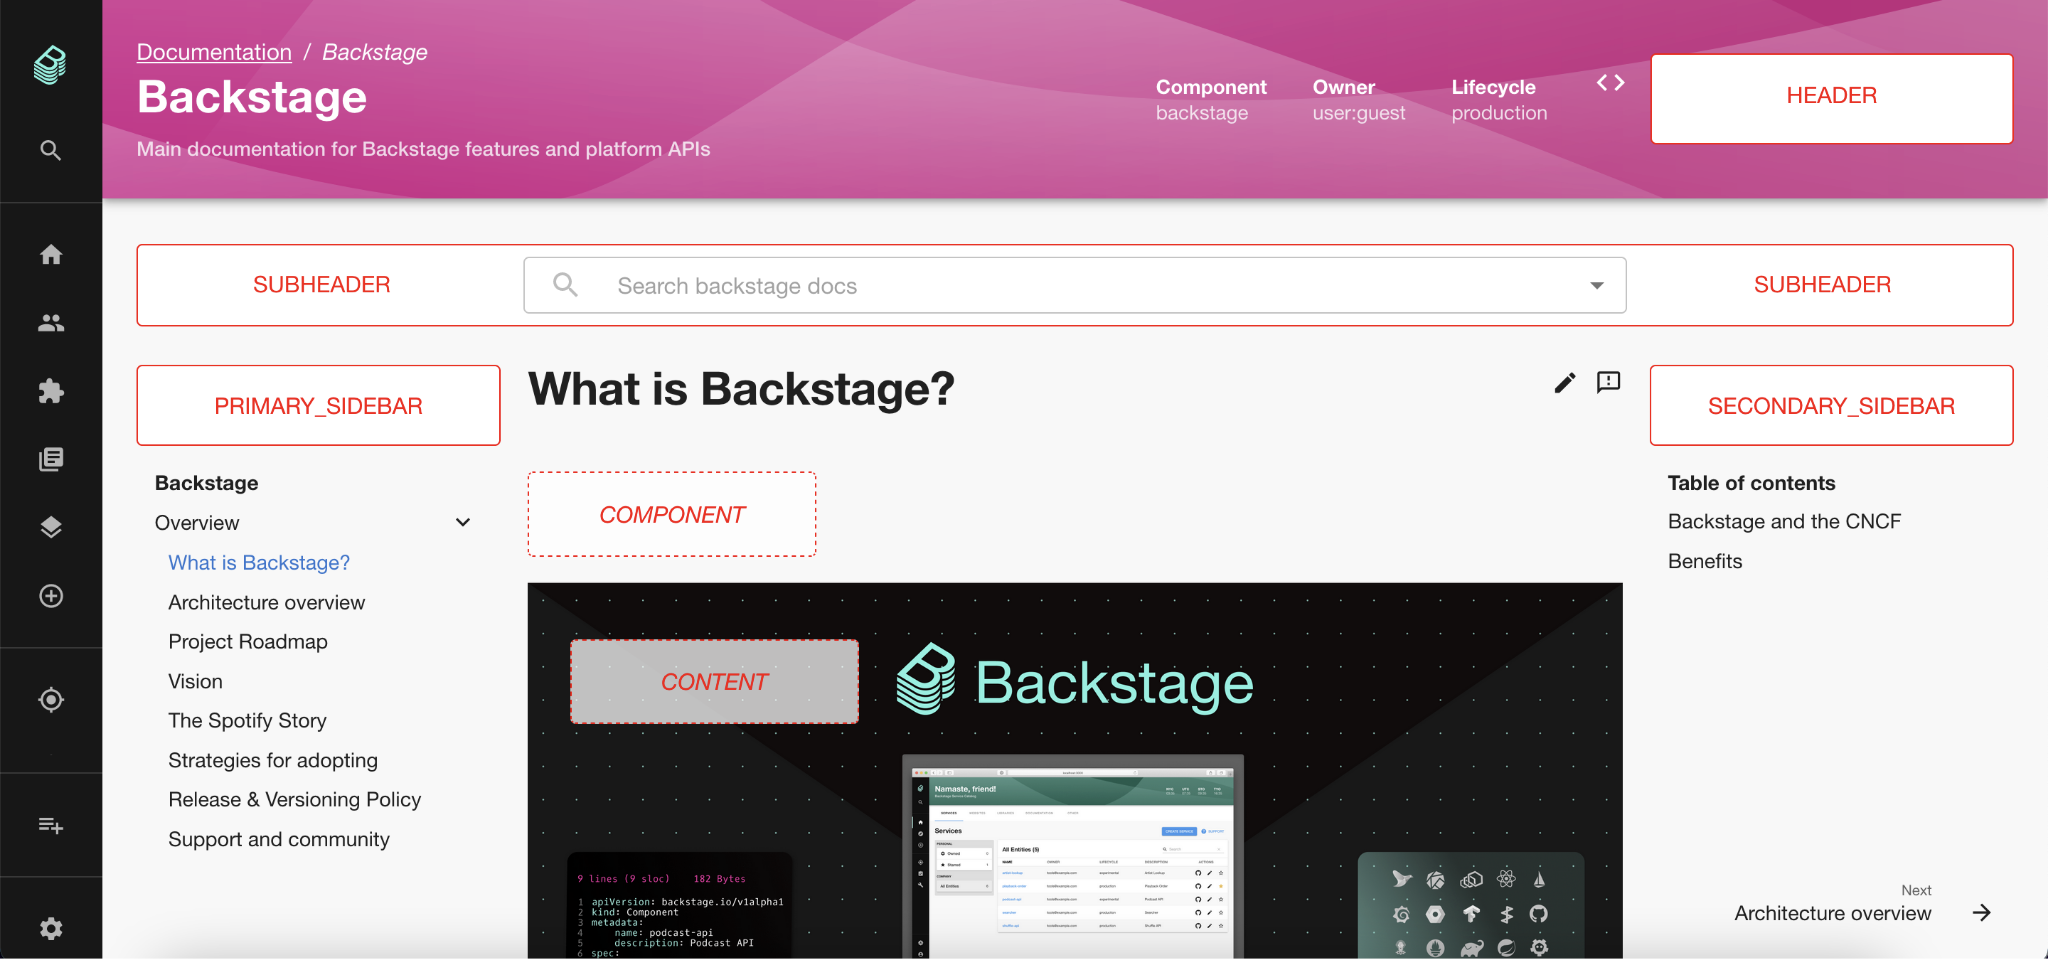 Documentation / Backstage
Backstage
Main documentation for Backstage features and platform APIs
Component
backstage
Owner
user:guest
Lifecycle
production
HEADER
SUBHEADER
Search backstage docs
SUBHEADER
PRIMARY_SIDEBAR
Backstage
Overview
What is Backstage?
Architecture overview
Project Roadmap
Vision
The Spotify Story
Strategies for adopting
Release & Versioning Policy
Support and community
What is Backstage?
COMPONENT
CONTENT
Backstage
9 lines (9 sloc) 182 Bytes
1 apiVersion: backstage.io/v1alpha1
2 kind: Component
3 metadata:
4 name: podcast-api
5 description: Podcast API
6 spec:
Namaste, friend!
Services
All Entities (5)
SECONDARY_SIDEBAR
Table of contents
Backstage and the CNCF
Benefits
Next
Architecture overview